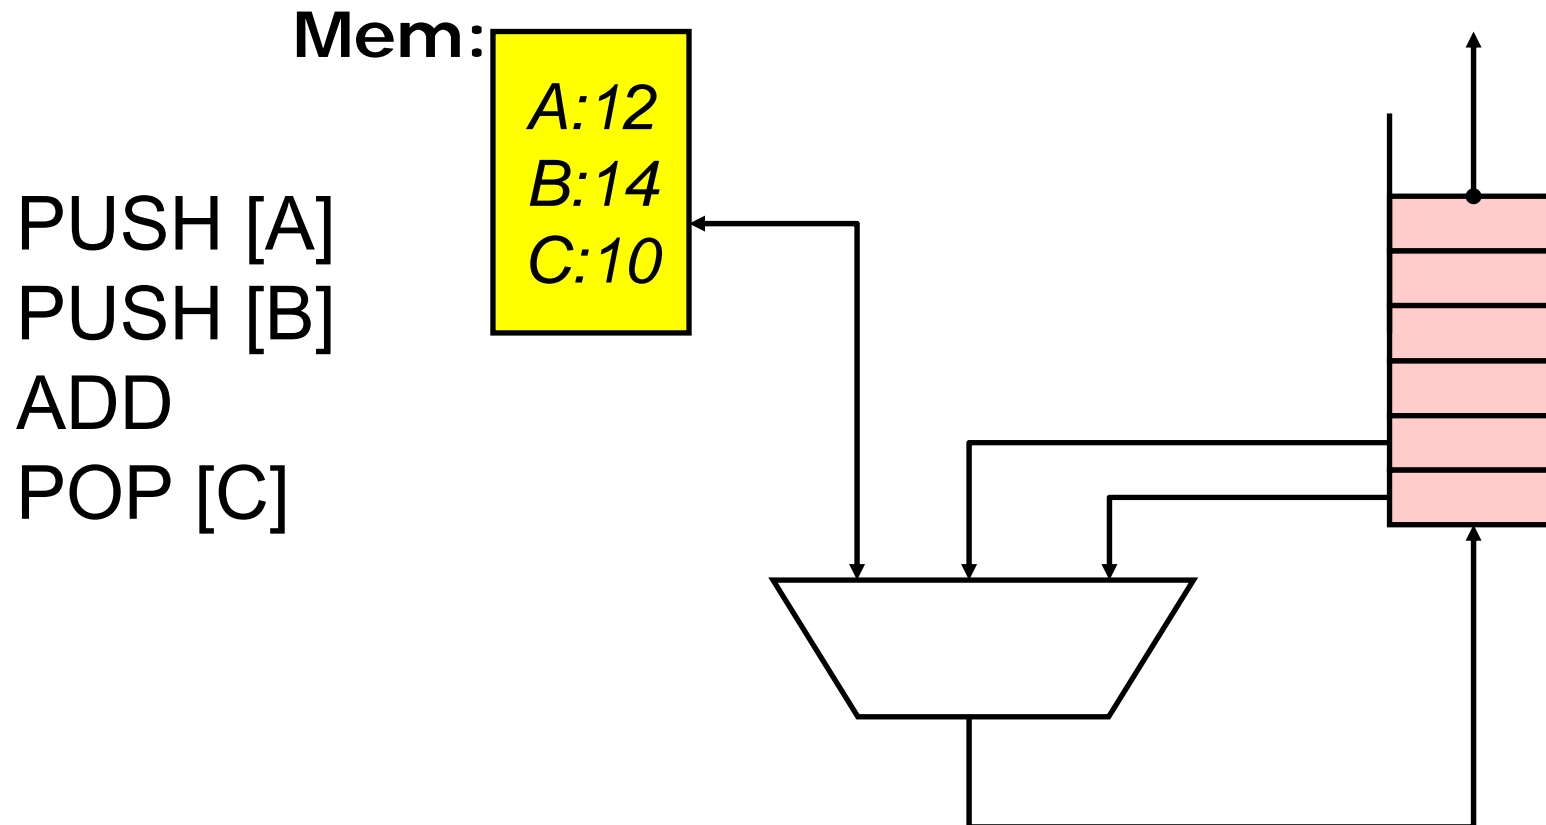 Mem:
A:12
B:14
C:10
PUSH [A]
PUSH [B]
ADD
POP [C]